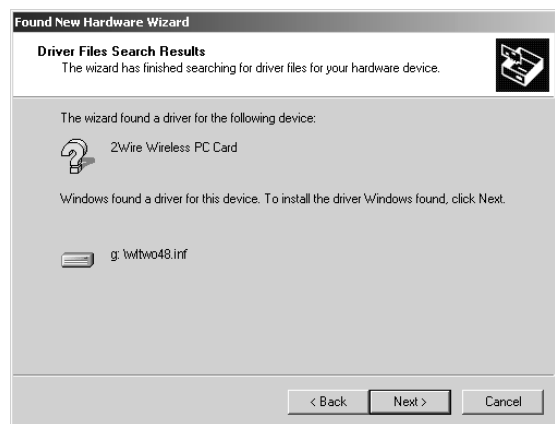 Found New Hardware Wizard
Driver Files Search Results
The wizard has finished searching for driver files for your hardware device.
The wizard found a driver for the following device:
2Wire Wireless PC Card
Windows found a driver for this device. To install the driver Windows found, click Next.
g: \wltwo48.inf
< Back Next > Cancel